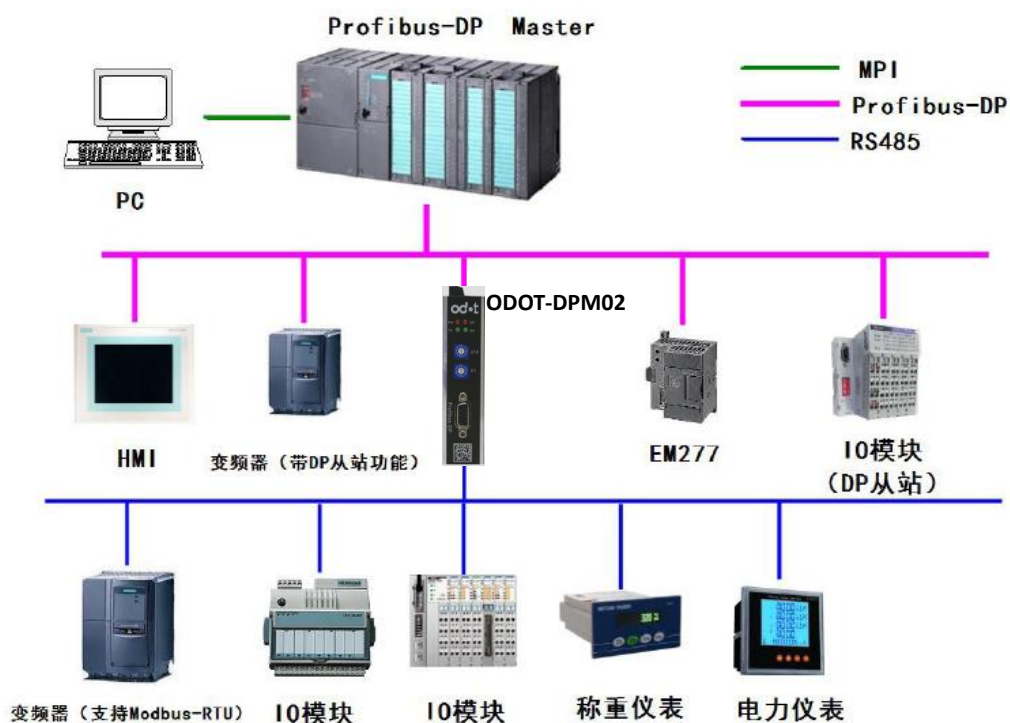 Profibus-DP Master
MPI
Profibus-DP
RS485
PC
ODOT-DPM02
od•t
Profibus-DP
HMI
变频器（带DP从站功能）
EM277
IO模块
（DP从站）
变频器（支持Modbus-RTU）
IO模块
IO模块
称重仪表
电力仪表